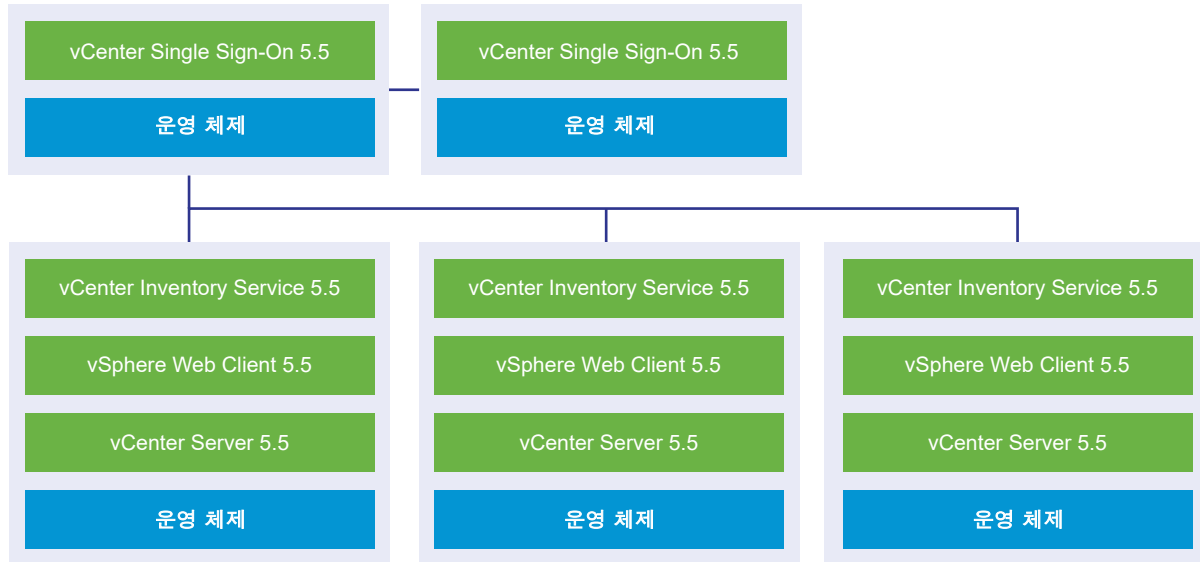 vCenter Single Sign-On 5.5
운영 체제
vCenter Single Sign-On 5.5
운영 체제
vCenter Inventory Service 5.5
vSphere Web Client 5.5
vCenter Server 5.5
운영 체제
vCenter Inventory Service 5.5
vSphere Web Client 5.5
vCenter Server 5.5
운영 체제
vCenter Inventory Service 5.5
vSphere Web Client 5.5
vCenter Server 5.5
운영 체제